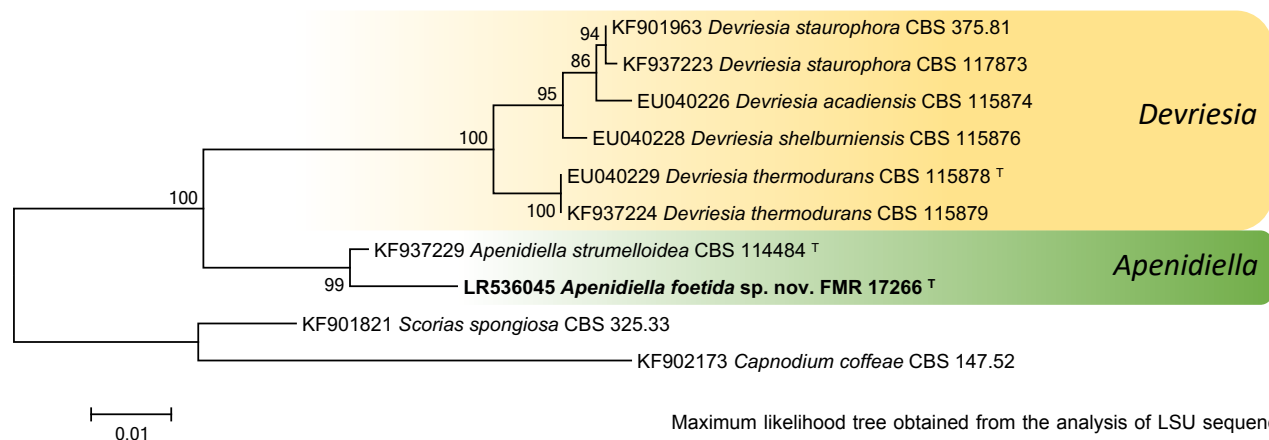 94
KF901963 Devriesia staurophora CBS 375.81
KF937223 Devriesia staurophora CBS 117873
86
95
EU040226 Devriesia acadiensis CBS 115874
Devriesia
EU040228 Devriesia shelburniensis CBS 115876
100
EU040229 Devriesia thermodurans CBS 115878 T
100
KF937224 Devriesia thermodurans CBS 115879
100
KF937229 Apenidiella strumelloidea CBS 114484 T
Apenidiella
99
LR536045 Apenidiella foetida sp. nov. FMR 17266 T
KF901821 Scorias spongiosa CBS 325.33
KF902173 Capnodium coffeae CBS 147.52
0.01
Maximum likelihood tree obtained from the analysis of LSU sequen